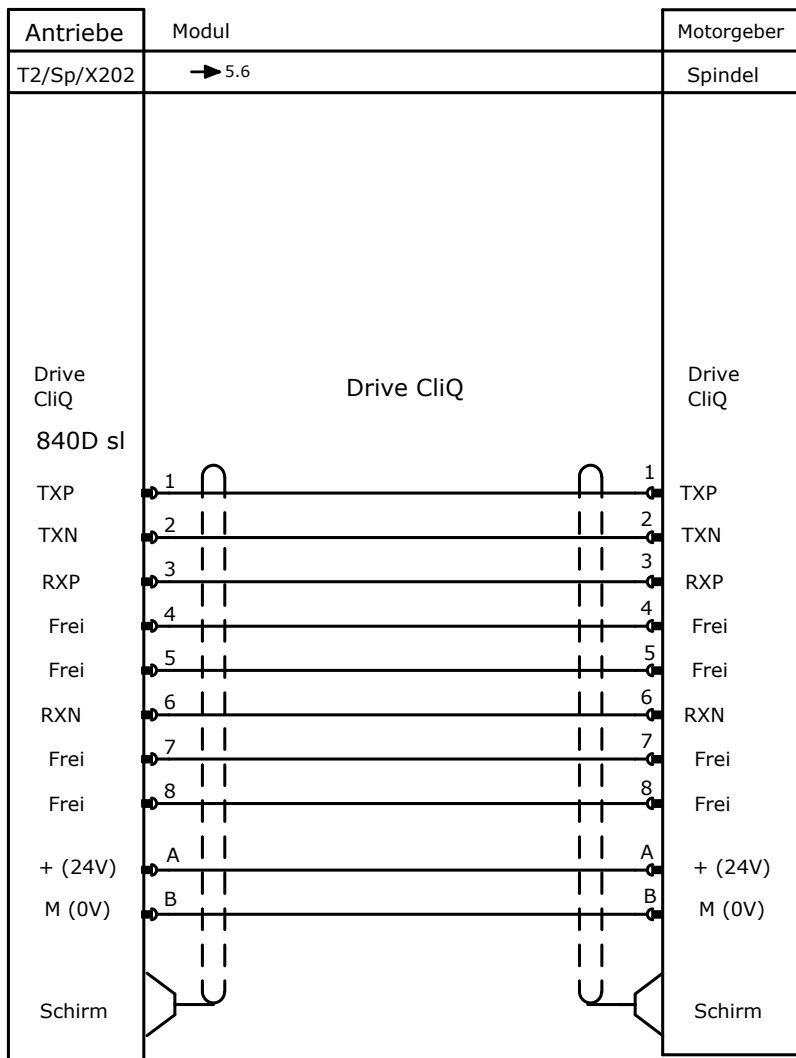 Antriebe Modul Motorgeber
T2/Sp/X202 5.6 Spindel
Drive Drive
CliQ Drive CliQ CliQ
840D sl
TXP 1 1 TXP
TXN 2 2 TXN
RXP 3 3 RXP
Frei 4 4 Frei
Frei 5 5 Frei
RXN 6 6 RXN
Frei 7 7 Frei
Frei 8 8 Frei
+ (24V) A A + (24V)
M (0V) B B M (0V)
Schirm Schirm